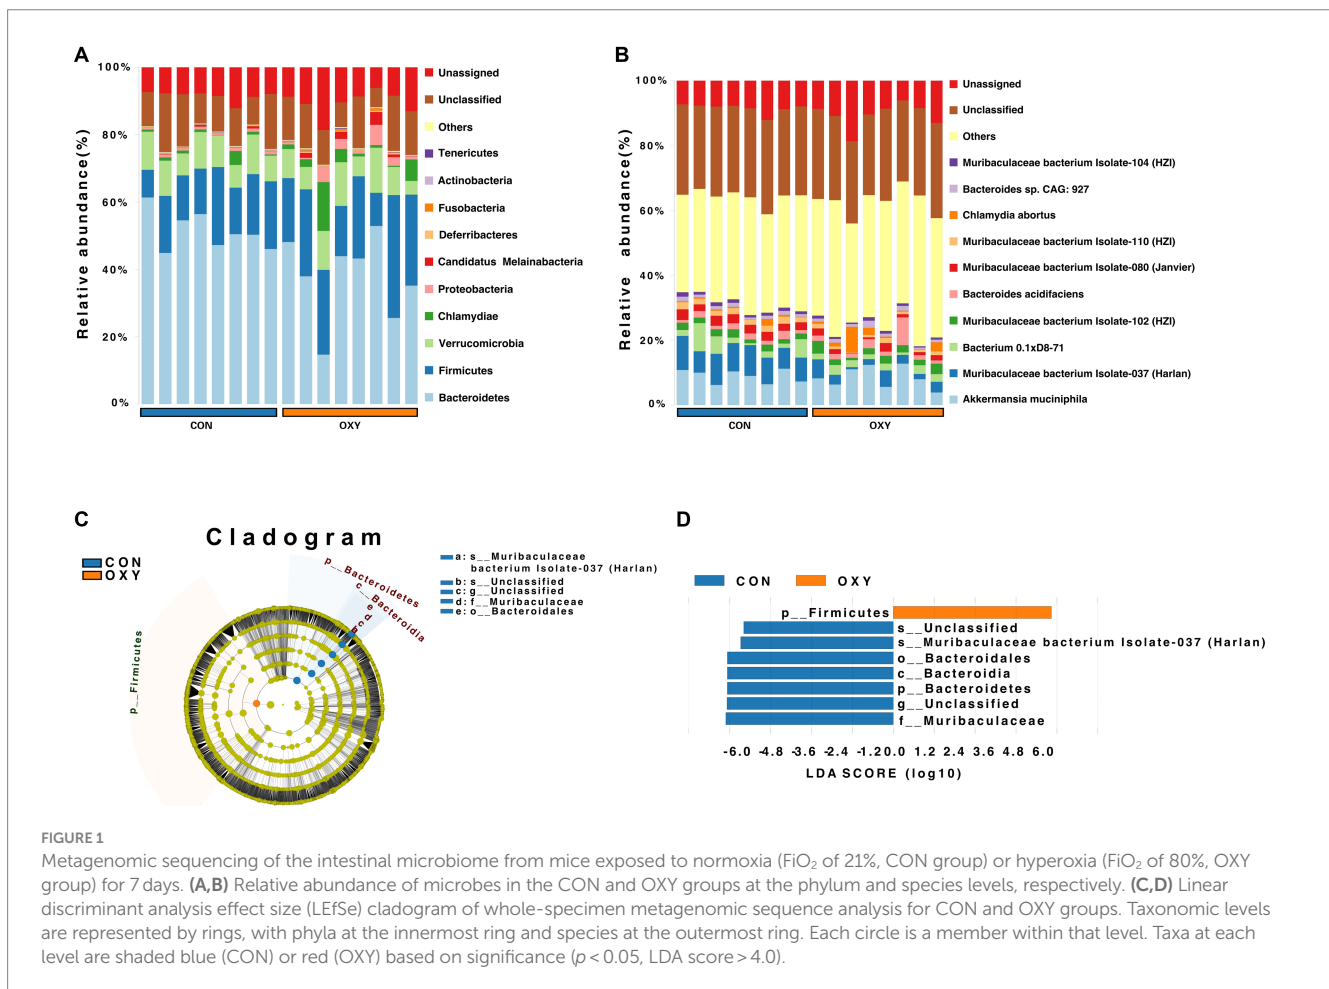 A
100%
80%
60%
40%
20%
0%
Relative abundance(%)
CON
OXY
Unassigned
Unclassified
Others
Tenericutes
Actinobacteria
Fusobacteria
Deferribacteres
Candidatus Melainabacteria
Proteobacteria
Chlamydiae
Verrucomicrobia
Firmicutes
Bacteroidetes
B
100%
80%
60%
40%
20%
0%
Relative abundance(%)
CON
OXY
Unassigned
Unclassified
Others
Muribaculaceae bacterium Isolate-104 (HZI)
Bacteroides sp. CAG: 927
Chlamydia abortus
Muribaculaceae bacterium Isolate-110 (HZI)
Muribaculaceae bacterium Isolate-080 (Janvier)
Bacteroides acidifaciens
Muribaculaceae bacterium Isolate-102 (HZI)
Bacterium 0.1xD8-71
Muribaculaceae bacterium Isolate-037 (Harlan)
Akkermansia muciniphila
C
Cladogram
CON
OXY
p__Firmicutes
p__Bacteroidetes
c__Bacteroidia
e
d
c
a: s__Muribaculaceae
bacterium Isolate-037 (Harlan)
b: s__Unclassified
c: g__Unclassified
d: f__Muribaculaceae
e: o__Bacteroidales
D
CON
OXY
p__Firmicutes
s__Unclassified
s__Muribaculaceae bacterium Isolate-037 (Harlan)
o__Bacteroidales
c__Bacteroidia
p__Bacteroidetes
g__Unclassified
f__Muribaculaceae
-6.0 -4.8 -3.6 -2.4 -1.2 0.0 1.2 2.4 3.6 4.8 6.0
LDA SCORE (log10)
FIGURE 1
Metagenomic sequencing of the intestinal microbiome from mice exposed to normoxia (FiO₂ of 21%, CON group) or hyperoxia (FiO₂ of 80%, OXY
group) for 7 days. (A,B) Relative abundance of microbes in the CON and OXY groups at the phylum and species levels, respectively. (C,D) Linear
discriminant analysis effect size (LEfSe) cladogram of whole-specimen metagenomic sequence analysis for CON and OXY groups. Taxonomic levels
are represented by rings, with phyla at the innermost ring and species at the outermost ring. Each circle is a member within that level. Taxa at each
level are shaded blue (CON) or red (OXY) based on significance (p < 0.05, LDA score > 4.0).